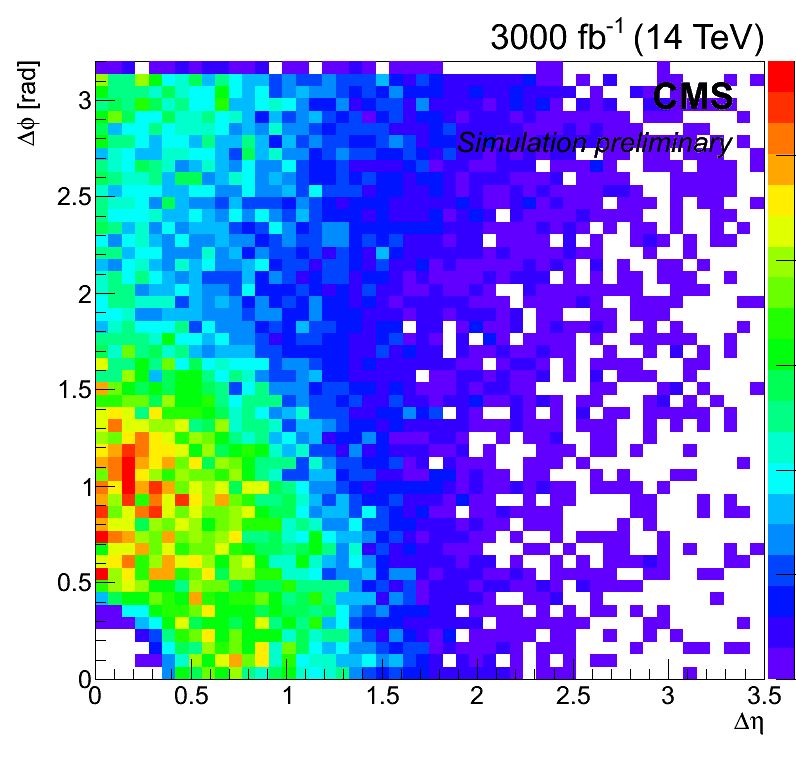 3000 fb⁻¹ (14 TeV)
Δϕ [rad]
CMS
Simulation preliminary
3
2.5
2
1.5
1
0.5
0
0 0.5 1 1.5 2 2.5 3 3.5
Δη